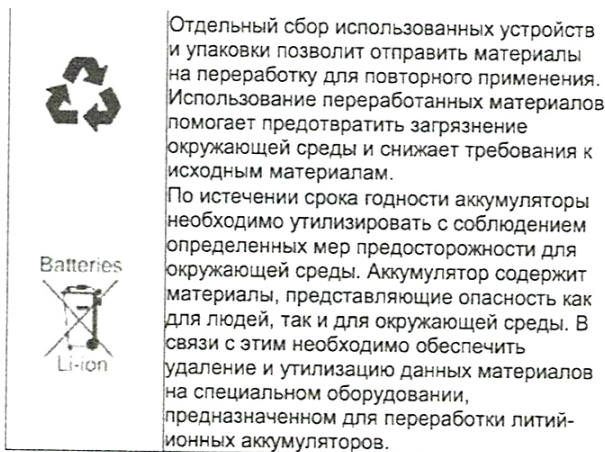 Отдельный сбор использованных устройств
и упаковки позволит отправить материалы
на переработку для повторного применения.
Использование переработанных материалов
помогает предотвратить загрязнение
окружающей среды и снижает требования к
исходным материалам.
По истечении срока годности аккумуляторы
необходимо утилизировать с соблюдением
определенных мер предосторожности для
окружающей среды. Аккумулятор содержит
материалы, представляющие опасность как
для людей, так и для окружающей среды. В
связи с этим необходимо обеспечить
удаление и утилизацию данных материалов
на специальном оборудовании,
предназначенном для переработки литий-
ионных аккумуляторов.
Batteries
Li-ion